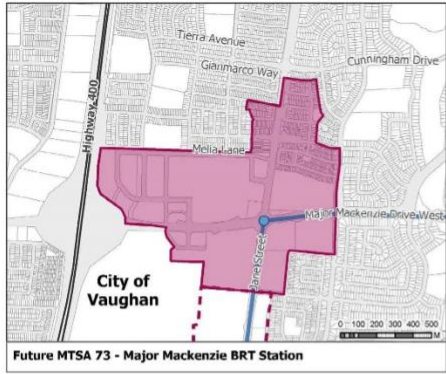 Tierra Avenue
Gianmarco Way
Cunningham Drive
Highway 400
Melia Lane
Major Mackenzie Drive West
Jane Street
City of
Vaughan
0 100 200 300 400 500
M
Future MTSA 73 - Major Mackenzie BRT Station